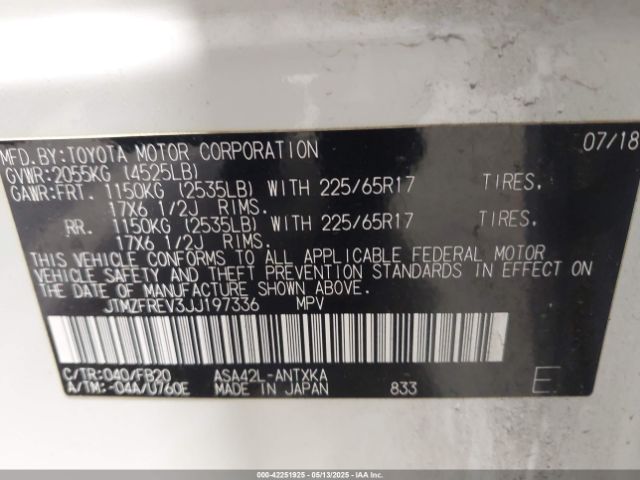 MFD.BY:TOYOTA MOTOR CORPORATION 07/18
GVWR:2055KG (4525LB)
GAWR:FRT. 1150KG (2535LB) WITH 225/65R17 TIRES.
17X6 1/2J RIMS.
RR. 1150KG (2535LB) WITH 225/65R17 TIRES.
17X6 1/2J RIMS.
THIS VEHICLE CONFORMS TO ALL APPLICABLE FEDERAL MOTOR
VEHICLE SAFETY AND THEFT PREVENTION STANDARDS IN EFFECT ON
THE DATE OF MANUFACTURE SHOWN ABOVE.
JTMZFREV3JJ197336 MPV
C/TR:040/FB20 ASA42L-ANTXKA
A/TM:-04A/U760E MADE IN JAPAN 833 E
000-42251925 - 05/13/2025 - IAAI.COM